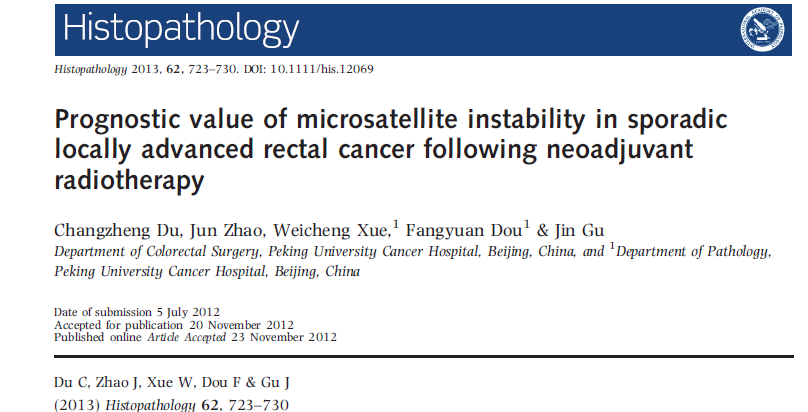 Histopathology
Histopathology 2013, 62, 723–730. DOI: 10.1111/his.12069
Prognostic value of microsatellite instability in sporadic
locally advanced rectal cancer following neoadjuvant
radiotherapy
Changzheng Du, Jun Zhao, Weicheng Xue,1 Fangyuan Dou1 & Jin Gu
Department of Colorectal Surgery, Peking University Cancer Hospital, Beijing, China, and 1Department of Pathology,
Peking University Cancer Hospital, Beijing, China
Date of submission 5 July 2012
Accepted for publication 20 November 2012
Published online Article Accepted 23 November 2012
Du C, Zhao J, Xue W, Dou F & Gu J
(2013) Histopathology 62, 723–730